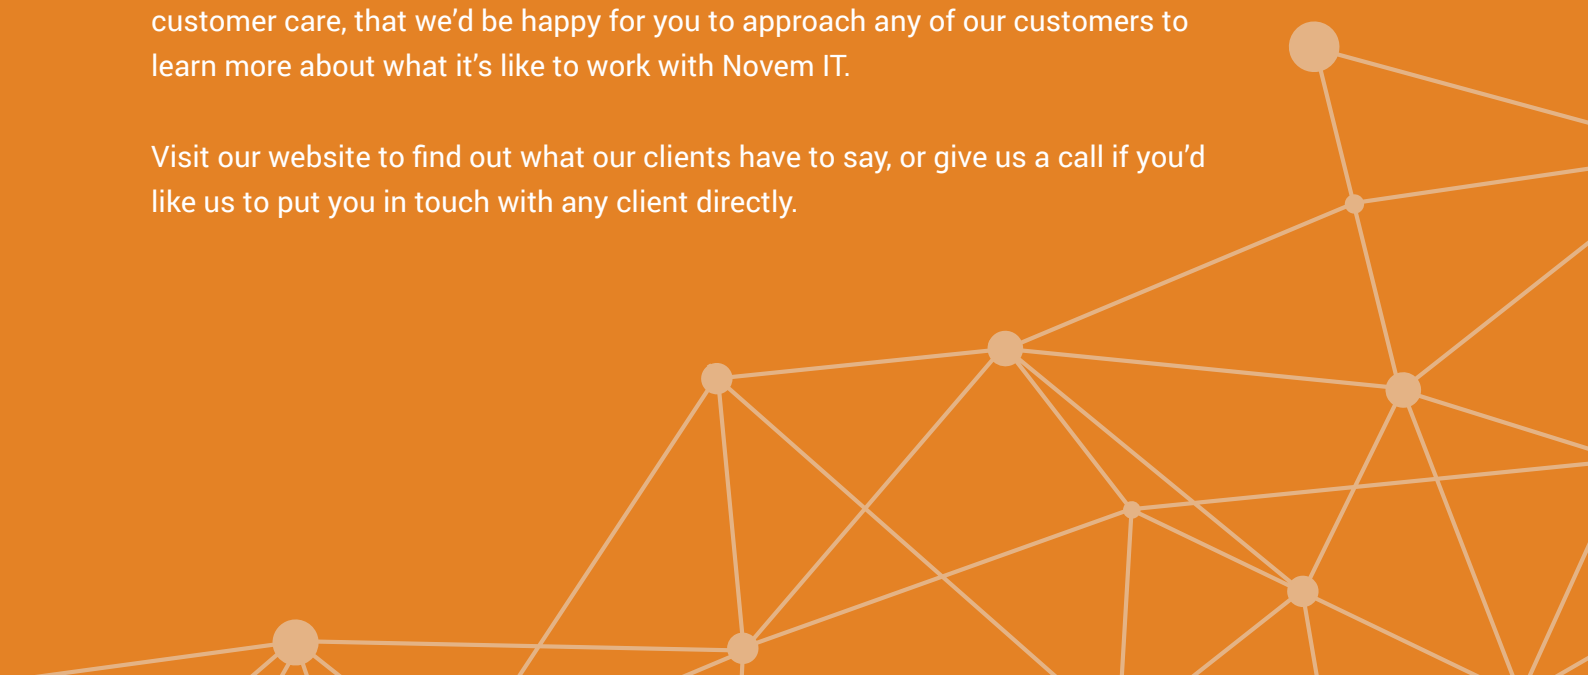 customer care, that we’d be happy for you to approach any of our customers to
learn more about what it’s like to work with Novem IT.
Visit our website to find out what our clients have to say, or give us a call if you’d
like us to put you in touch with any client directly.